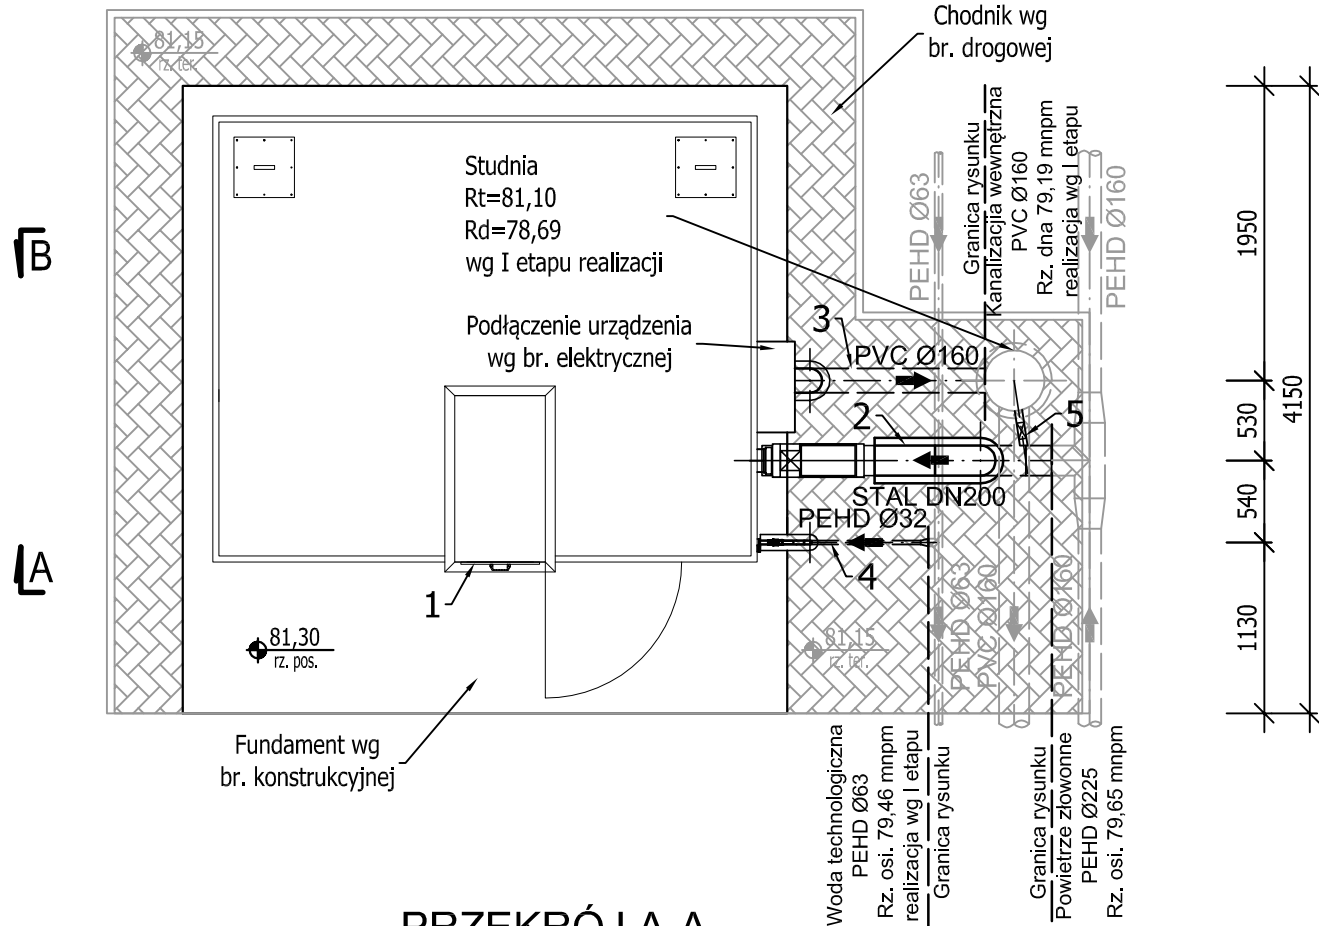 Chodnik wg
br. drogowej
81,15
rz. ter.
Studnia
Rt=81,10
Rd=78,69
wg I etapu realizacji
Podłączenie urządzenia
wg br. elektrycznej
B
B
A
A
PEHD Ø63
Granica rysunku
Kanalizacjia wewnętrzna
PVC Ø160
Rz. dna 79,19 mnpm
realizacja wg I etapu
PEHD Ø160
1950
530
4150
540
1130
3
PVC Ø160
2
5
STAL DN200
PEHD Ø32
4
1
81,30
rz. pos.
81,15
rz. ter.
PEHD Ø63
PVC Ø160
PEHD Ø160
Fundament wg
br. konstrukcyjnej
Woda technologiczna
PEHD Ø63
Rz. osi. 79,46 mnpm
realizacja wg I etapu
Granica rysunku
Granica rysunku
Powietrze złowonne
PEHD Ø225
Rz. osi. 79,65 mnpm
PRZEKRÓJ A-A